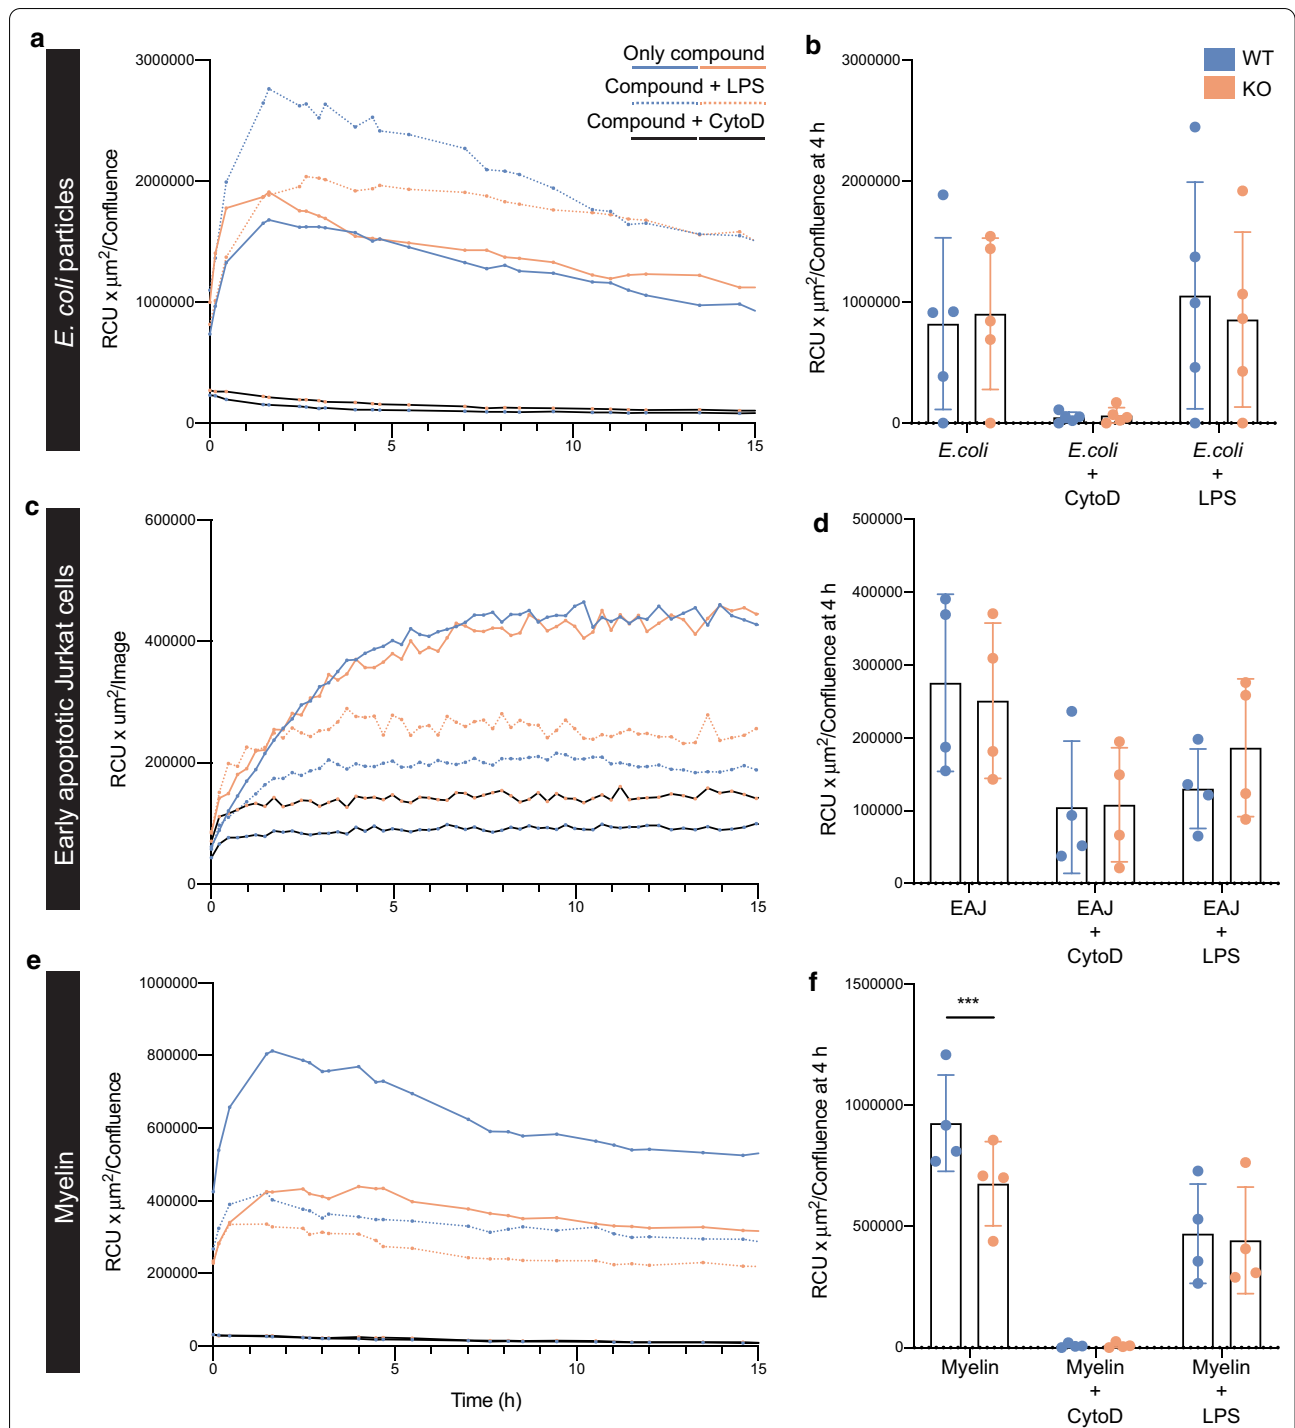 a
E. coli particles
RCU x μm²/Confluence
3000000
2000000
1000000
0
0
5
10
15
Only compound
Compound + LPS
Compound + CytoD
b
RCU x μm²/Confluence at 4 h
3000000
2000000
1000000
0
WT
KO
E.coli
E.coli
+
CytoD
E.coli
+
LPS
c
Early apoptotic Jurkat cells
RCU x um²/Image
600000
400000
200000
0
0
5
10
15
d
RCU x μm²/Confluence at 4 h
500000
400000
300000
200000
100000
0
EAJ
EAJ
+
CytoD
EAJ
+
LPS
e
Myelin
RCU x μm²/Confluence
1000000
800000
600000
400000
200000
0
0
5
10
15
Time (h)
f
RCU x μm²/Confluence at 4 h
1500000
1000000
500000
0
***
Myelin
Myelin
+
CytoD
Myelin
+
LPS